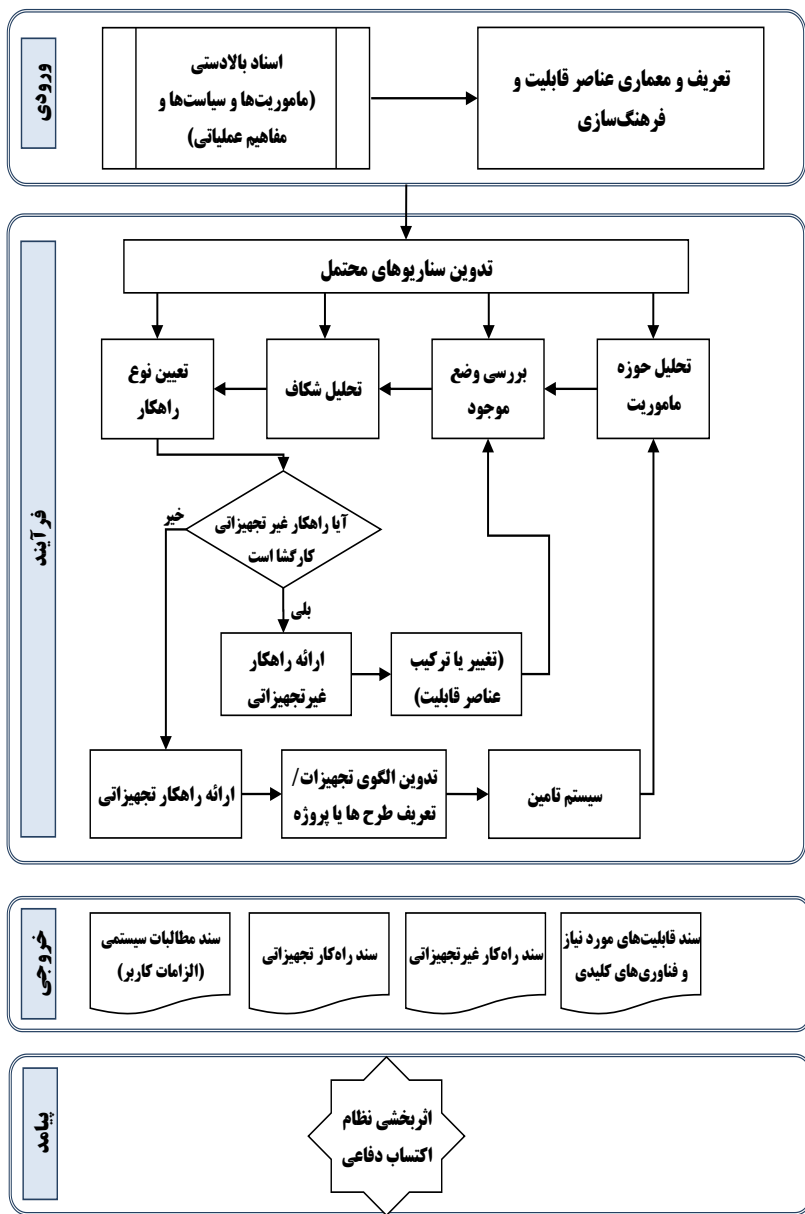 ورودی
اسناد بالادستی
(ماموریت‌ها و سیاست‌ها و
مفاهیم عملیاتی)
تعریف و معماری عناصر قابلیت و
فرهنگ‌سازی
فرآیند
تدوین سناریوهای محتمل
تحلیل حوزه
ماموریت
بررسی وضع
موجود
تحلیل شکاف
تعیین نوع
راهکار
آیا راهکار غیر تجهیزاتی
کارگشا است
خیر
بلی
ارائه راهکار
غیرتجهیزاتی
(تغییر یا ترکیب
عناصر قابلیت)
ارائه راهکار تجهیزاتی
تدوین الگوی تجهیزات/
تعریف طرح ها یا پروژه
سیستم تامین
خروجی
سند قابلیت‌های مورد نیاز
و فناوری‌های کلیدی
سند راه‌کار غیرتجهیزاتی
سند راه‌کار تجهیزاتی
سند مطالبات سیستمی
(الزامات کاربر)
پیامد
اثربخشی نظام
اکتساب دفاعی